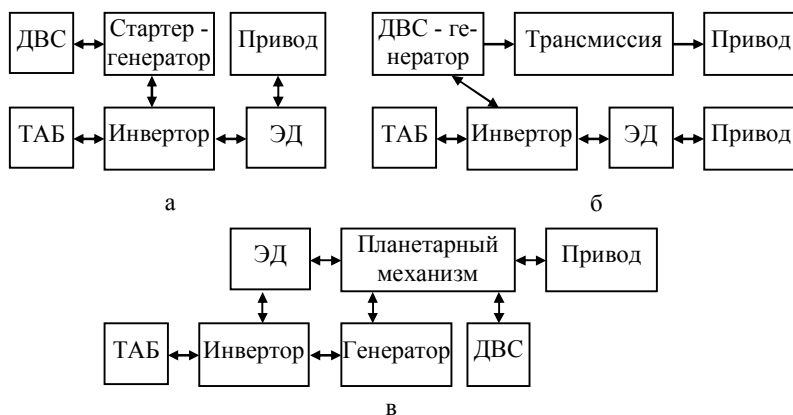 ДВС
Стартер -
генератор
Привод
ТАБ
Инвертор
ЭД
а
ДВС - ге-
нератор
Трансмиссия
Привод
ТАБ
Инвертор
ЭД
Привод
б
ЭД
Планетарный
механизм
Привод
ТАБ
Инвертор
Генератор
ДВС
в